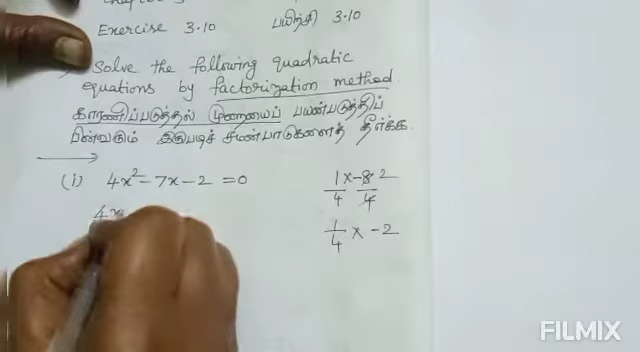 Exercise 3.10 பயிற்சி 3.10
Solve the following quadratic
equations by factorization method
காரணிப்படுத்தல் முறையைப் பயன்படுத்திப்
பின்வரும் இருபடிச் சமன்பாடுகளைத் தீர்க்க.
(i) 4x² - 7x - 2 = 0
1/4 x -8/4 2
1/4 x -2
4x
FILMIX